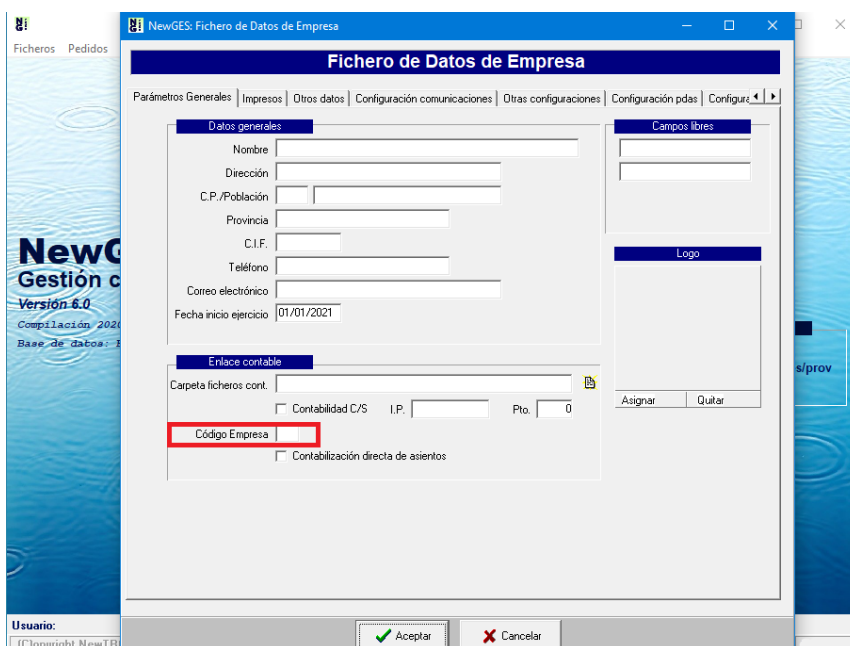 NewGES: Fichero de Datos de Empresa
Ficheros Pedidos
Fichero de Datos de Empresa
Parámetros Generales Impresos Otros datos Configuración comunicaciones Otras configuraciones Configuración pdas
Datos generales
Nombre
Dirección
C.P./Población
Provincia
C.I.F.
Teléfono
Correo electrónico
Fecha inicio ejercicio 01/01/2021
Campos libres
Logo
Asignar Quitar
Enlace contable
Carpeta ficheros cont.
Contabilidad C/S I.P. Pto. 0
Código Empresa
Contabilización directa de asientos
Gestión
Versión 6.0
Compilación
Base de datos:
s/prov
Usuario:
Aceptar Cancelar